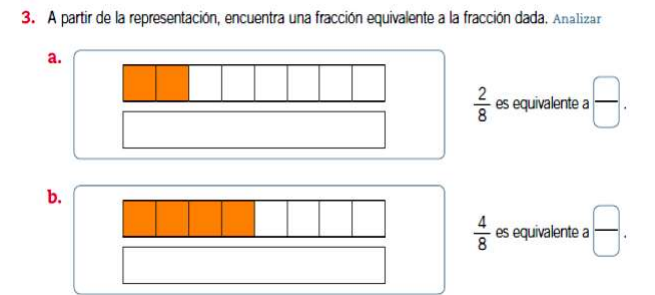 3. A partir de la representación, encuentra una fracción equivalente a la fracción dada. Analizar
a.
2/8 es equivalente a .
b.
4/8 es equivalente a .